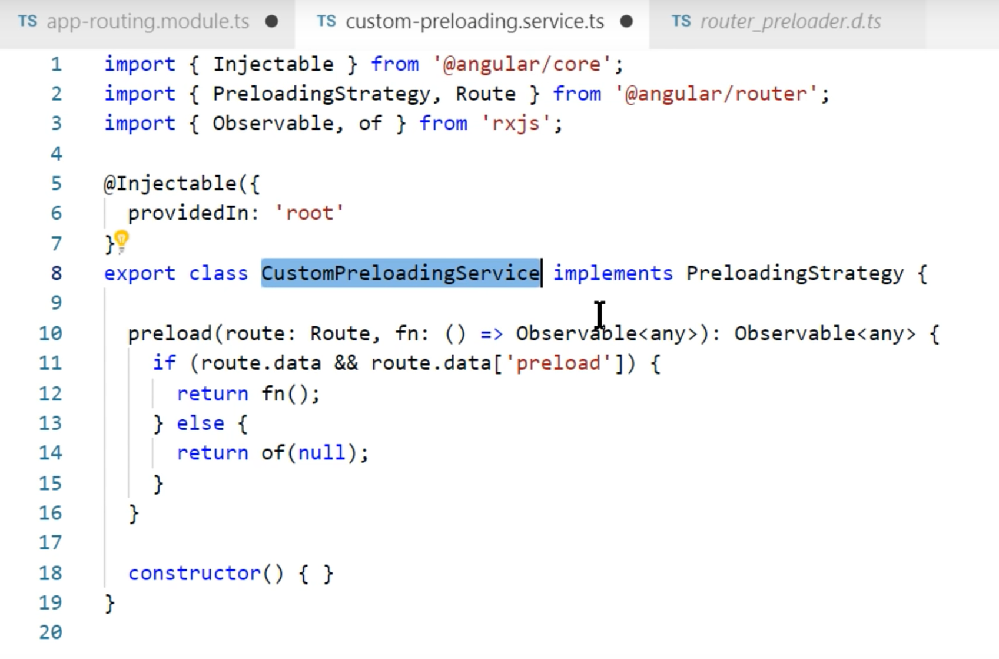 TS app-routing.module.ts ● TS custom-preloading.service.ts ● TS router_preloader.d.ts
1 import { Injectable } from '@angular/core';
2 import { PreloadingStrategy, Route } from '@angular/router';
3 import { Observable, of } from 'rxjs';
4
5 @Injectable({
6   providedIn: 'root'
7 }
8 export class CustomPreloadingService implements PreloadingStrategy {
9
10   preload(route: Route, fn: () => Observable<any>): Observable<any> {
11     if (route.data && route.data['preload']) {
12       return fn();
13     } else {
14       return of(null);
15     }
16   }
17
18   constructor() { }
19 }
20